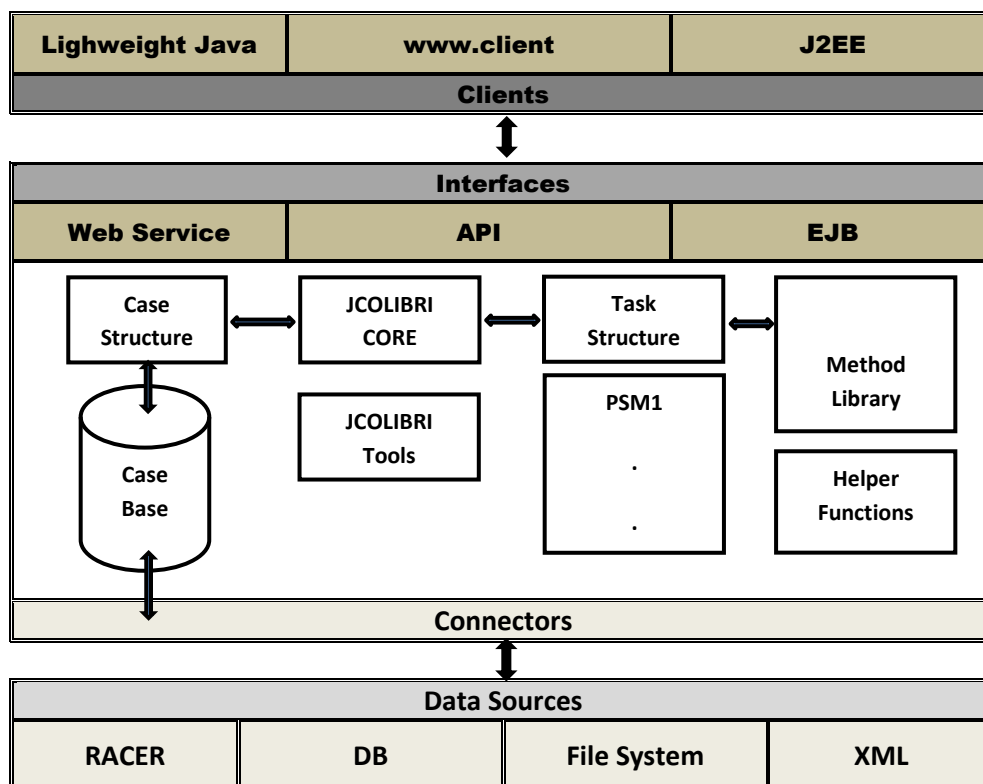 Lighweight Java
www.client
J2EE
Clients
Interfaces
Web Service
API
EJB
Case
Structure
JCOLIBRI
CORE
Task
Structure
Method
Library
Case
Base
JCOLIBRI
Tools
PSM1
.
.
Helper
Functions
Connectors
Data Sources
RACER
DB
File System
XML